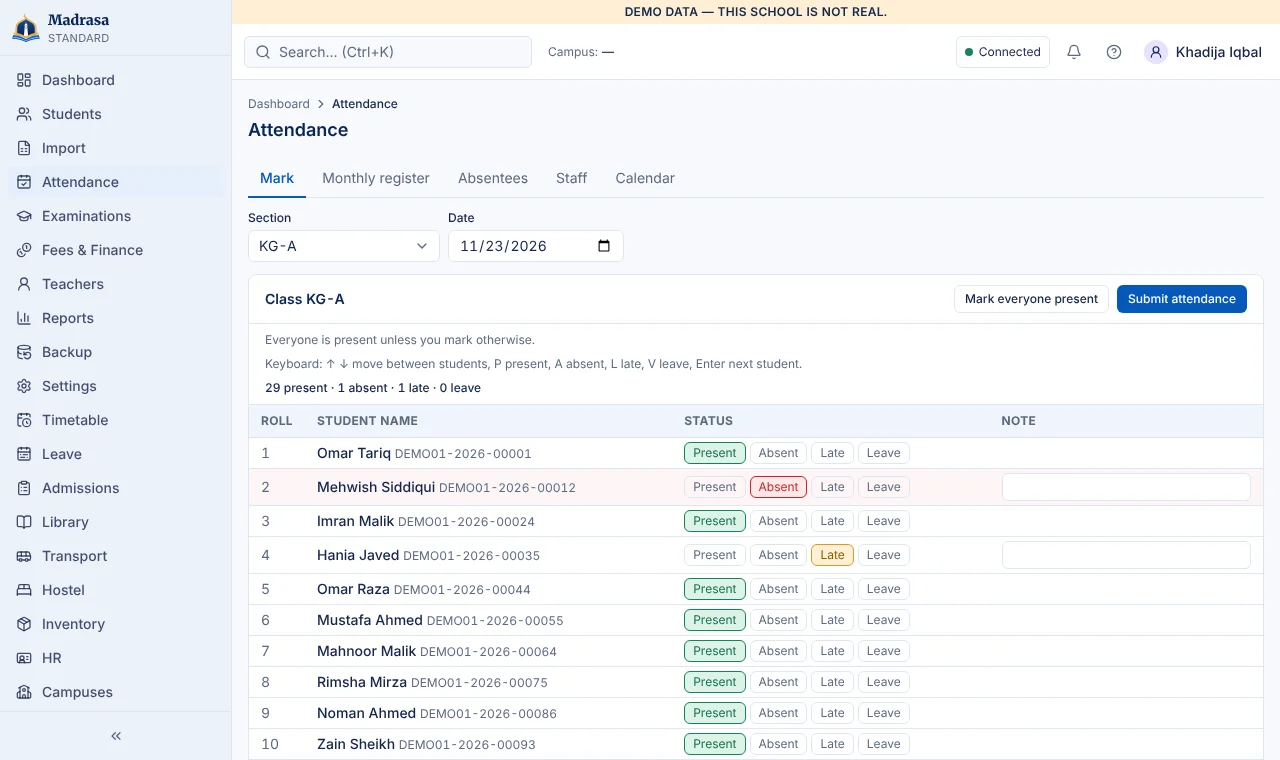 Madrasa
STANDARD
Dashboard
Students
Import
Attendance
Examinations
Fees & Finance
Teachers
Reports
Backup
Settings
Timetable
Leave
Admissions
Library
Transport
Hostel
Inventory
HR
Campuses
DEMO DATA — THIS SCHOOL IS NOT REAL.
Search... (Ctrl+K)
Campus: —
Connected
Khadija Iqbal
Dashboard > Attendance
Attendance
Mark Monthly register Absentees Staff Calendar
Section Date
KG-A 11/23/2026
Class KG-A Mark everyone present Submit attendance
Everyone is present unless you mark otherwise.
Keyboard: ↑ ↓ move between students, P present, A absent, L late, V leave, Enter next student.
29 present · 1 absent · 1 late · 0 leave
ROLL STUDENT NAME STATUS NOTE
1 Omar Tariq DEMO01-2026-00001 Present Absent Late Leave
2 Mehwish Siddiqui DEMO01-2026-00012 Present Absent Late Leave
3 Imran Malik DEMO01-2026-00024 Present Absent Late Leave
4 Hania Javed DEMO01-2026-00035 Present Absent Late Leave
5 Omar Raza DEMO01-2026-00044 Present Absent Late Leave
6 Mustafa Ahmed DEMO01-2026-00055 Present Absent Late Leave
7 Mahnoor Malik DEMO01-2026-00064 Present Absent Late Leave
8 Rimsha Mirza DEMO01-2026-00075 Present Absent Late Leave
9 Noman Ahmed DEMO01-2026-00086 Present Absent Late Leave
10 Zain Sheikh DEMO01-2026-00093 Present Absent Late Leave